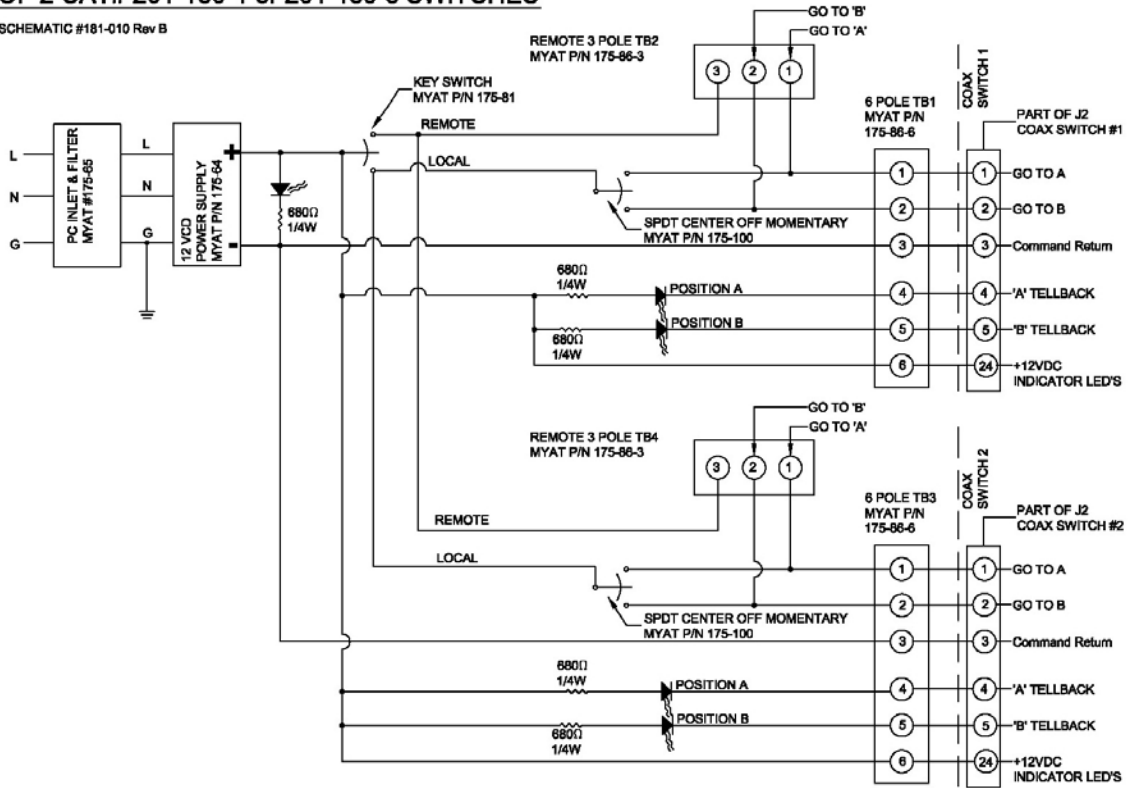 SCHEMATIC #181-010 Rev B
GO TO 'B'
GO TO 'A'
REMOTE 3 POLE TB2
MYAT P/N 175-86-3
3 2 1
KEY SWITCH
MYAT P/N 175-81
REMOTE
LOCAL
6 POLE TB1
MYAT P/N
175-86-6
COAX
SWITCH 1
PART OF J2
COAX SWITCH #1
L
N
G
PC INLET & FILTER
MYAT #175-65
L
N
G
12 VCD
POWER SUPPLY
MYAT P/N 175-64
+
-
680Ω
1/4W
SPDT CENTER OFF MOMENTARY
MYAT P/N 175-100
1 1 GO TO A
2 2 GO TO B
3 3 Command Return
680Ω
1/4W
POSITION A
4 4 'A' TELLBACK
POSITION B
680Ω
1/4W
5 5 'B' TELLBACK
6 24 +12VDC
INDICATOR LED'S
GO TO 'B'
GO TO 'A'
REMOTE 3 POLE TB4
MYAT P/N 175-86-3
3 2 1
6 POLE TB3
MYAT P/N
175-86-6
COAX
SWITCH 2
PART OF J2
COAX SWITCH #2
REMOTE
LOCAL
SPDT CENTER OFF MOMENTARY
MYAT P/N 175-100
1 1 GO TO A
2 2 GO TO B
3 3 Command Return
680Ω
1/4W
POSITION A
4 4 'A' TELLBACK
POSITION B
680Ω
1/4W
5 5 'B' TELLBACK
6 24 +12VDC
INDICATOR LED'S